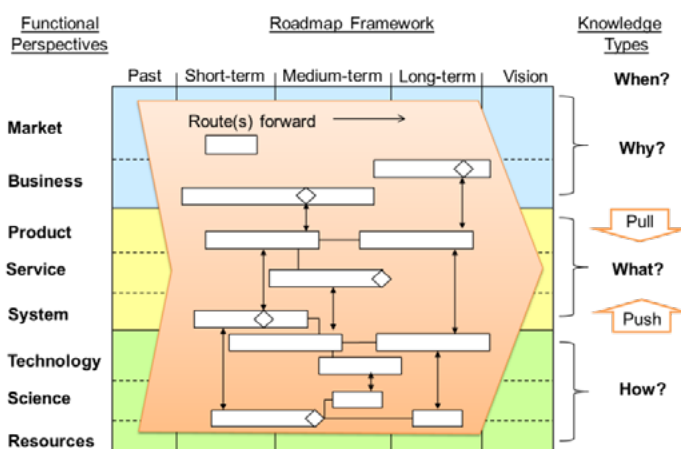 Functional
Perspectives
Roadmap Framework
Knowledge
Types
Past
Short-term
Medium-term
Long-term
Vision
When?
Route(s) forward
Market
Why?
Business
Pull
Product
Service
What?
System
Push
Technology
How?
Science
Resources